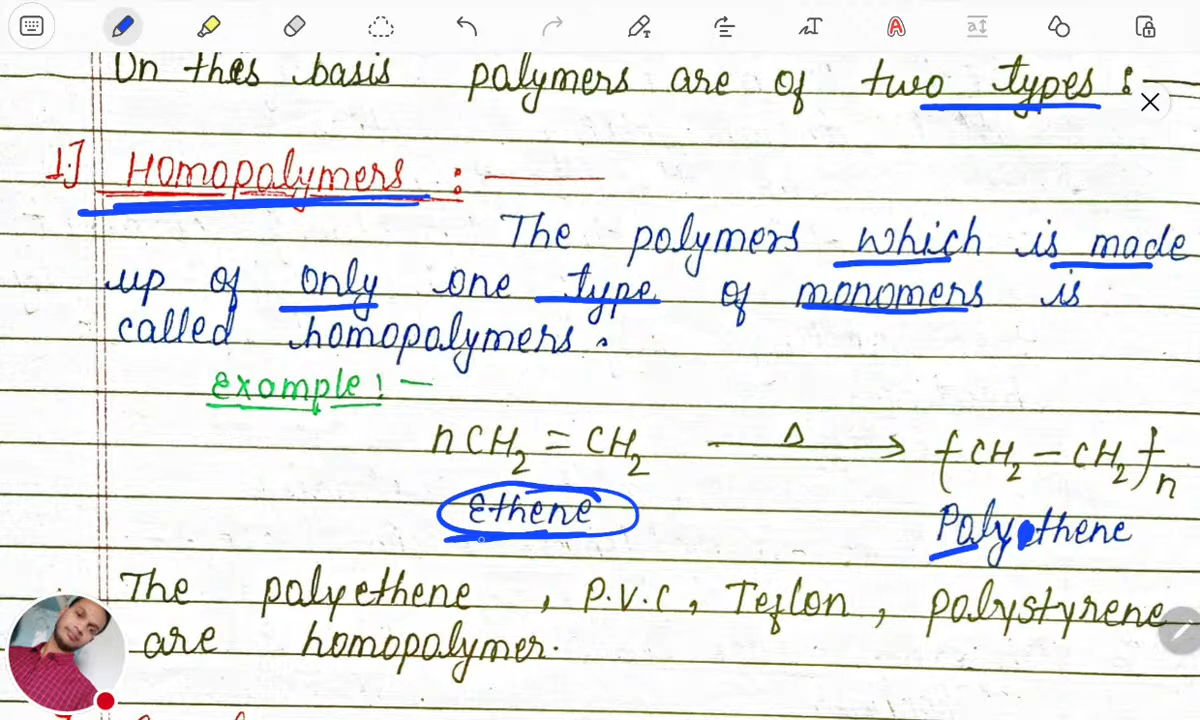 On this basis polymers are of two types :—
1.] Homopolymers :—
The polymers which is made
up of only one type of monomers is
called homopolymers.
example :—
nCH₂ = CH₂ —Δ→ {CH₂ – CH₂}n
Ethene Polyethene
The polyethene , P.V.C, Teflon, polystyrene
are homopolymer.